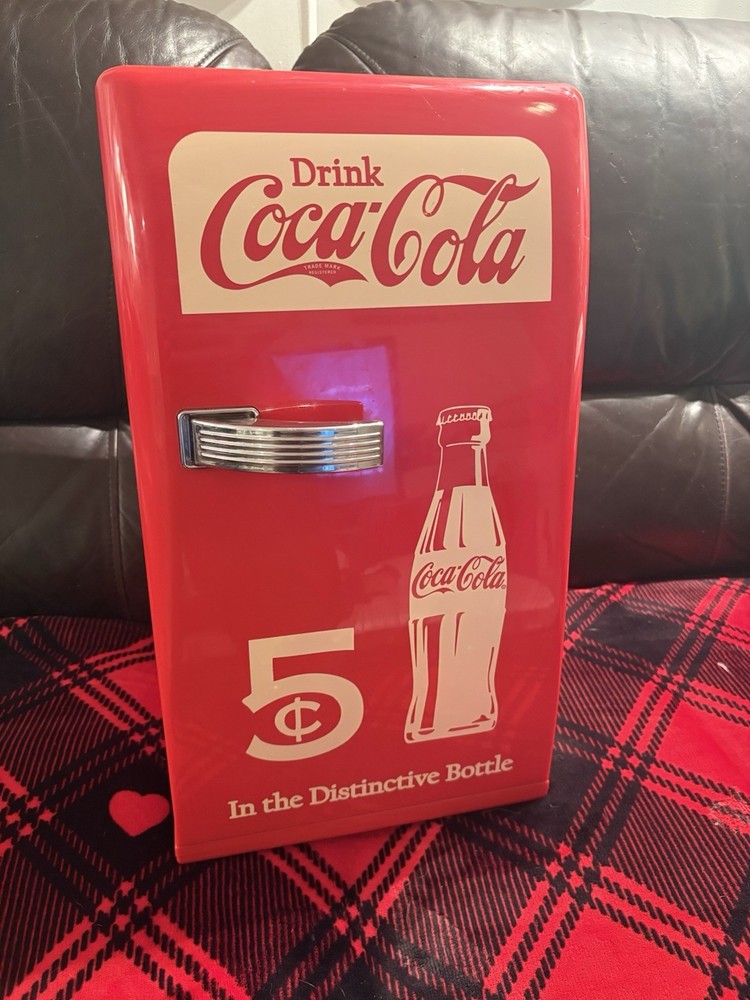 Drink
Coca-Cola
TRADE MARK
REGISTERED
Coca-Cola
5¢
In the Distinctive Bottle